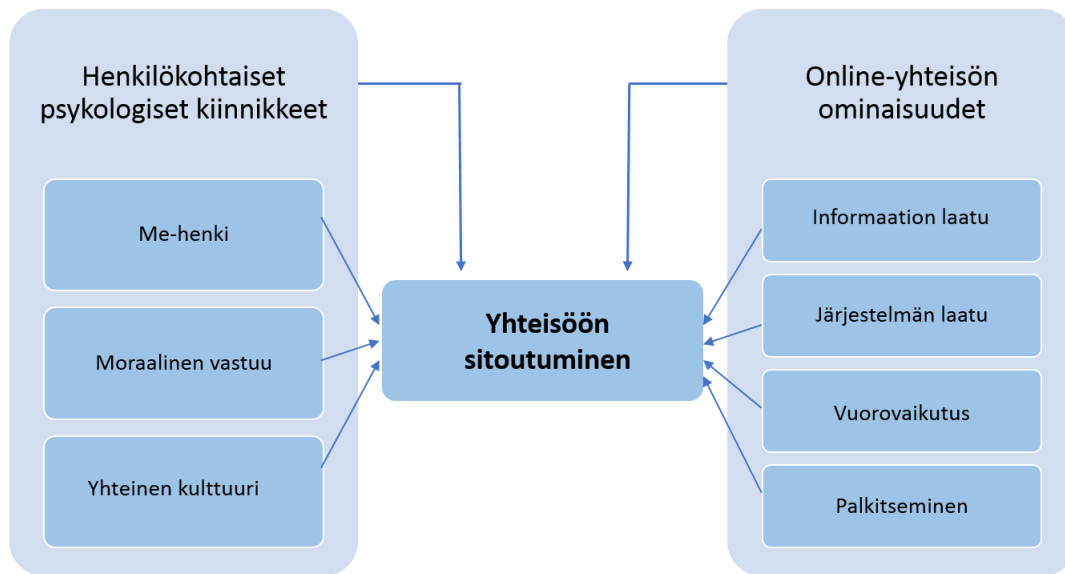 Henkilökohtaiset
psykologiset kiinnikkeet
Me-henki
Moraalinen vastuu
Yhteinen kulttuuri
Yhteisöön
sitoutuminen
Online-yhteisön
ominaisuudet
Informaation laatu
Järjestelmän laatu
Vuorovaikutus
Palkitseminen